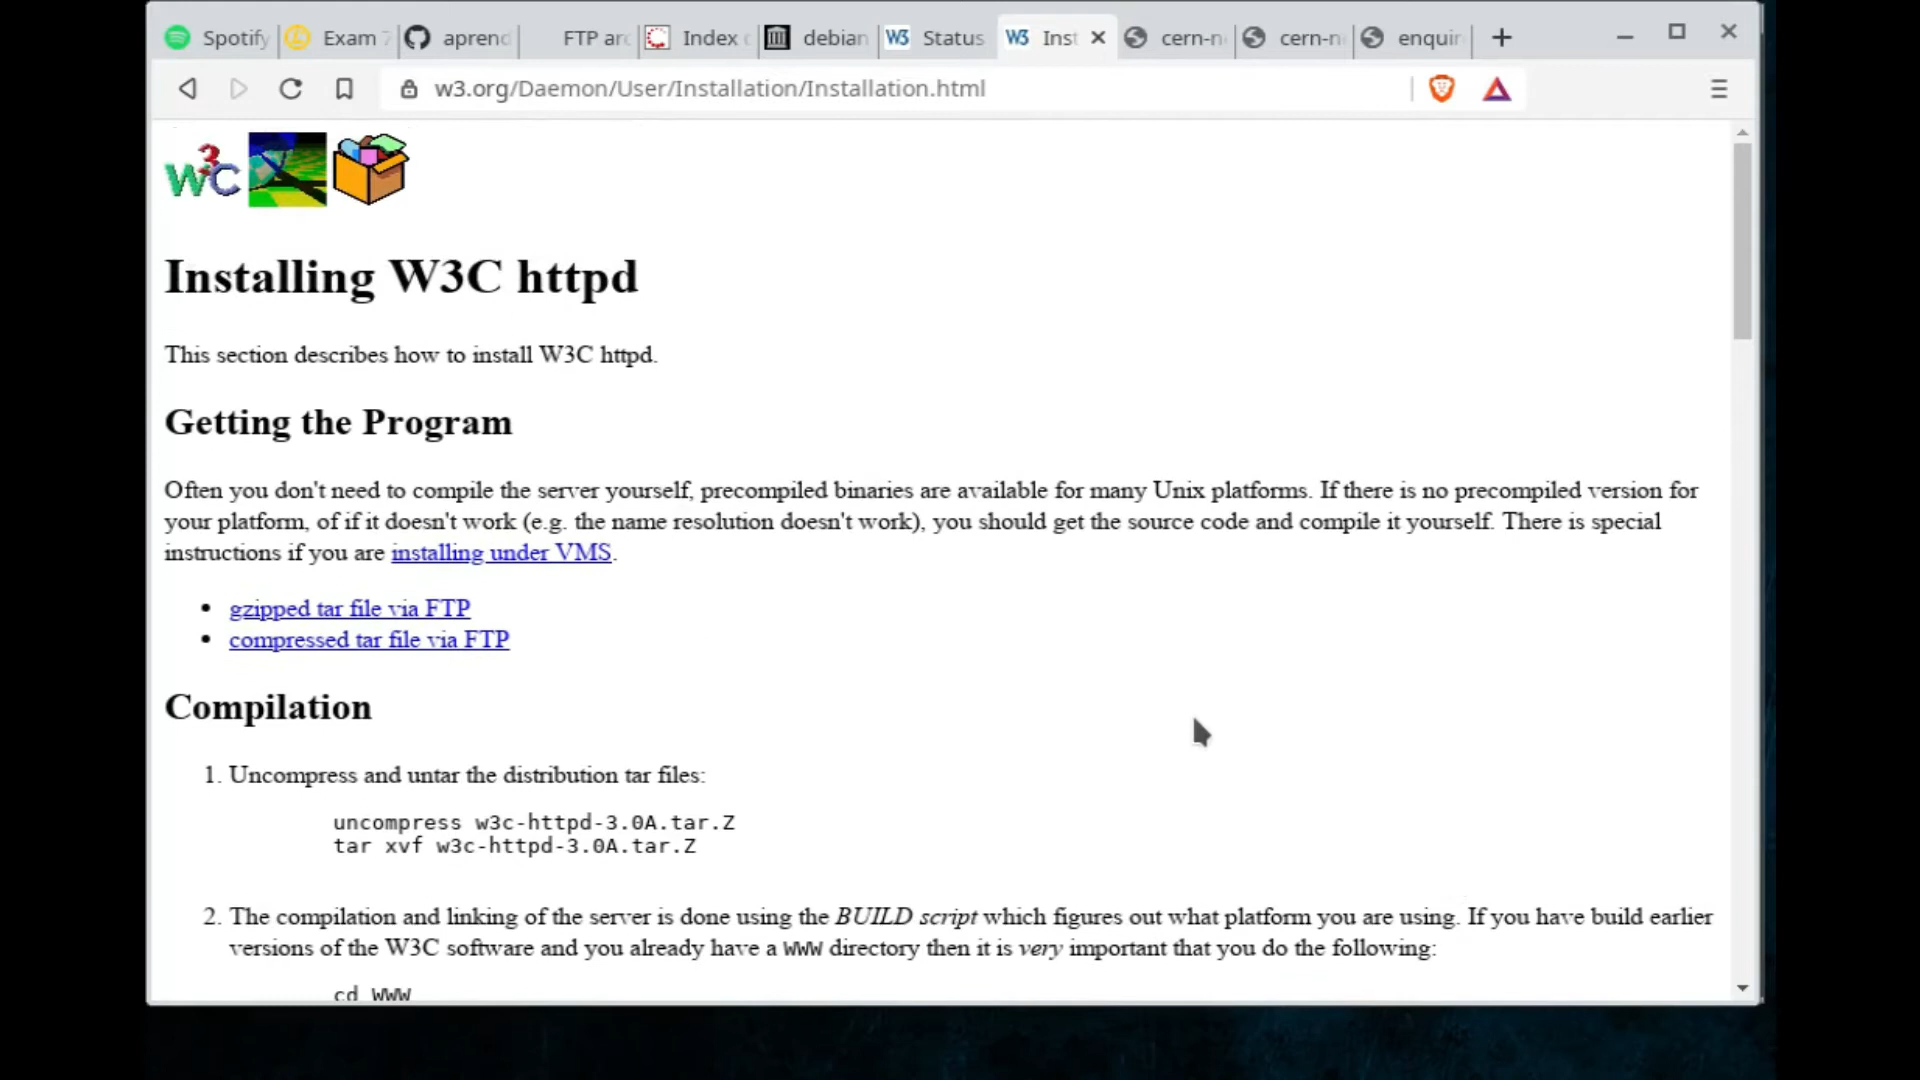 Spotify
Exam 7
aprend
FTP arc
Index o
debian
W3 Status
W3 Inst
cern-n
cern-n
enquir
w3.org/Daemon/User/Installation/Installation.html
W3C
Installing W3C httpd
This section describes how to install W3C httpd.
Getting the Program
Often you don't need to compile the server yourself, precompiled binaries are available for many Unix platforms. If there is no precompiled version for
your platform, of if it doesn't work (e.g. the name resolution doesn't work), you should get the source code and compile it yourself. There is special
instructions if you are installing under VMS.
• gzipped tar file via FTP
• compressed tar file via FTP
Compilation
1. Uncompress and untar the distribution tar files:
uncompress w3c-httpd-3.0A.tar.Z
tar xvf w3c-httpd-3.0A.tar.Z
2. The compilation and linking of the server is done using the BUILD script which figures out what platform you are using. If you have build earlier
versions of the W3C software and you already have a WWW directory then it is very important that you do the following:
cd WWW